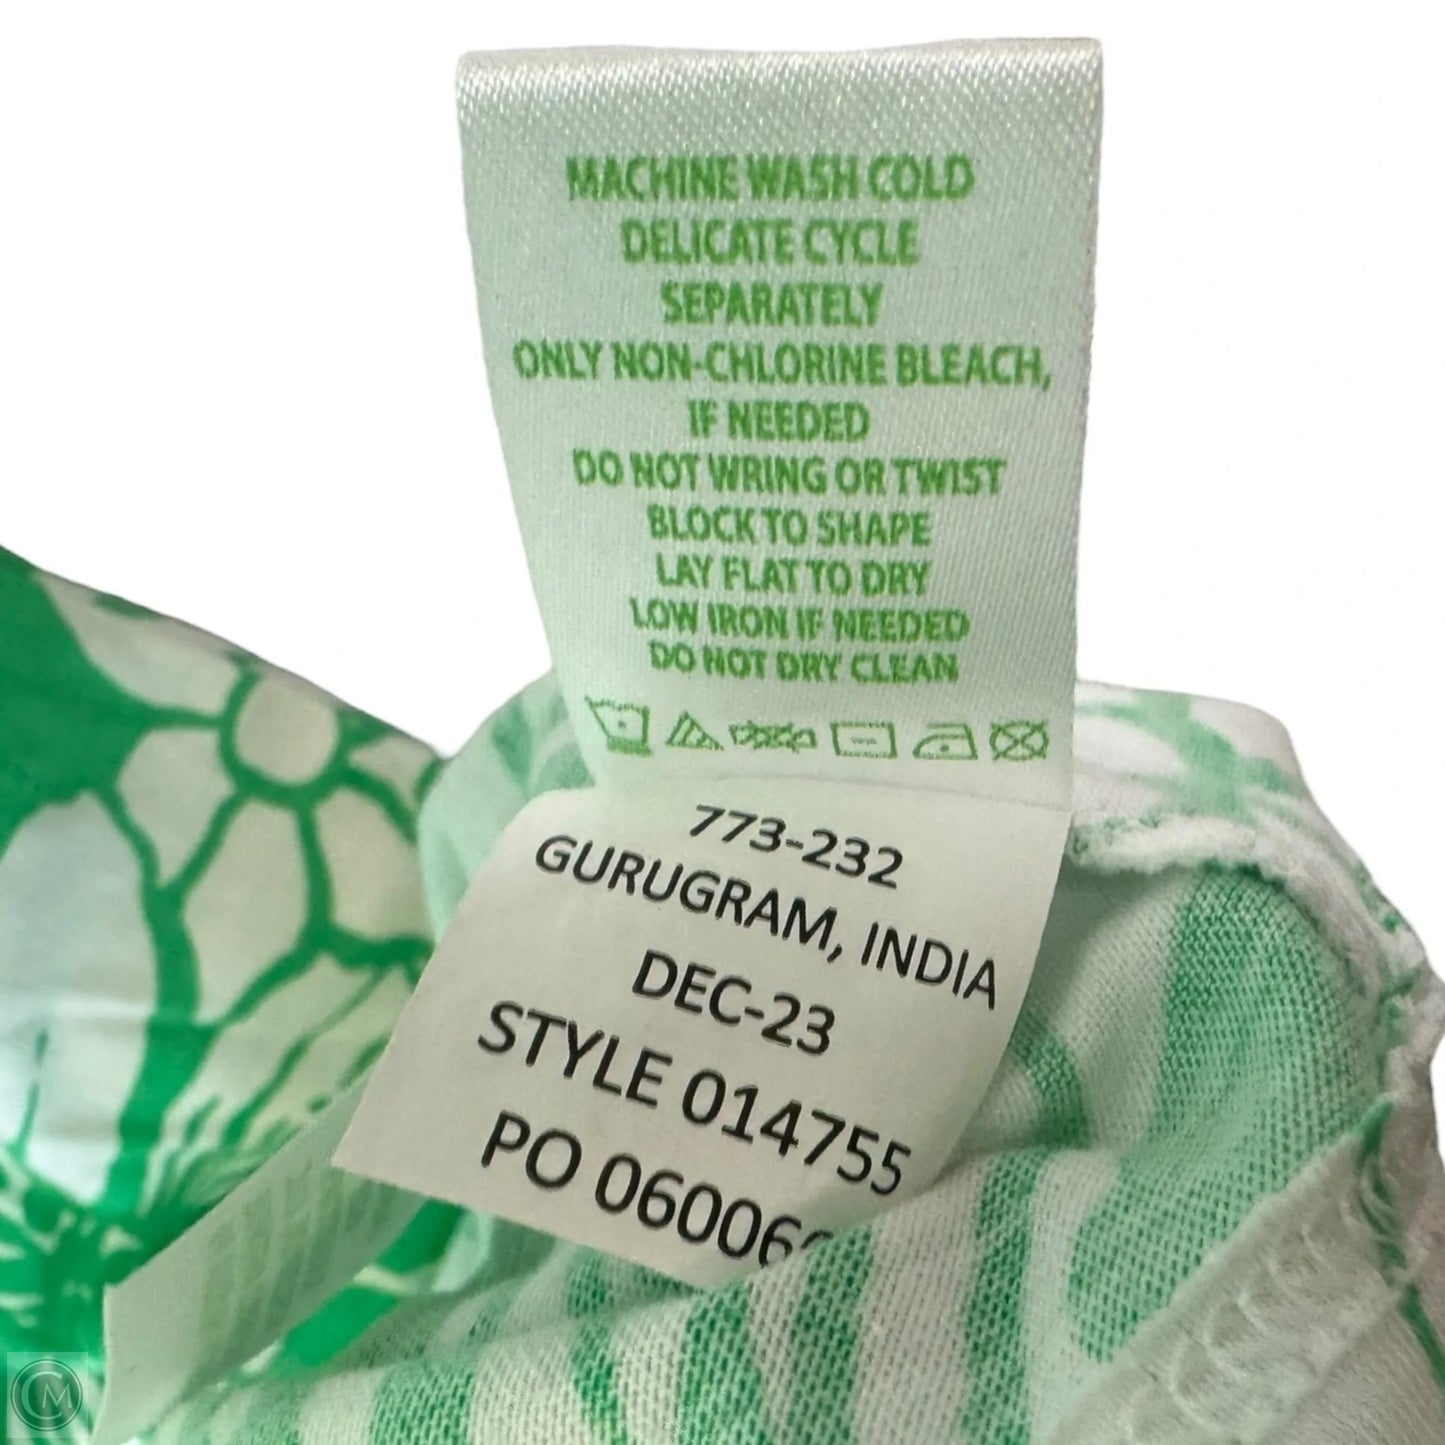 MACHINE WASH COLD
DELICATE CYCLE
SEPARATELY
ONLY NON-CHLORINE BLEACH,
IF NEEDED
DO NOT WRING OR TWIST
BLOCK TO SHAPE
LAY FLAT TO DRY
LOW IRON IF NEEDED
DO NOT DRY CLEAN
773-232
GURUGRAM, INDIA
DEC-23
STYLE 014755
PO
CM